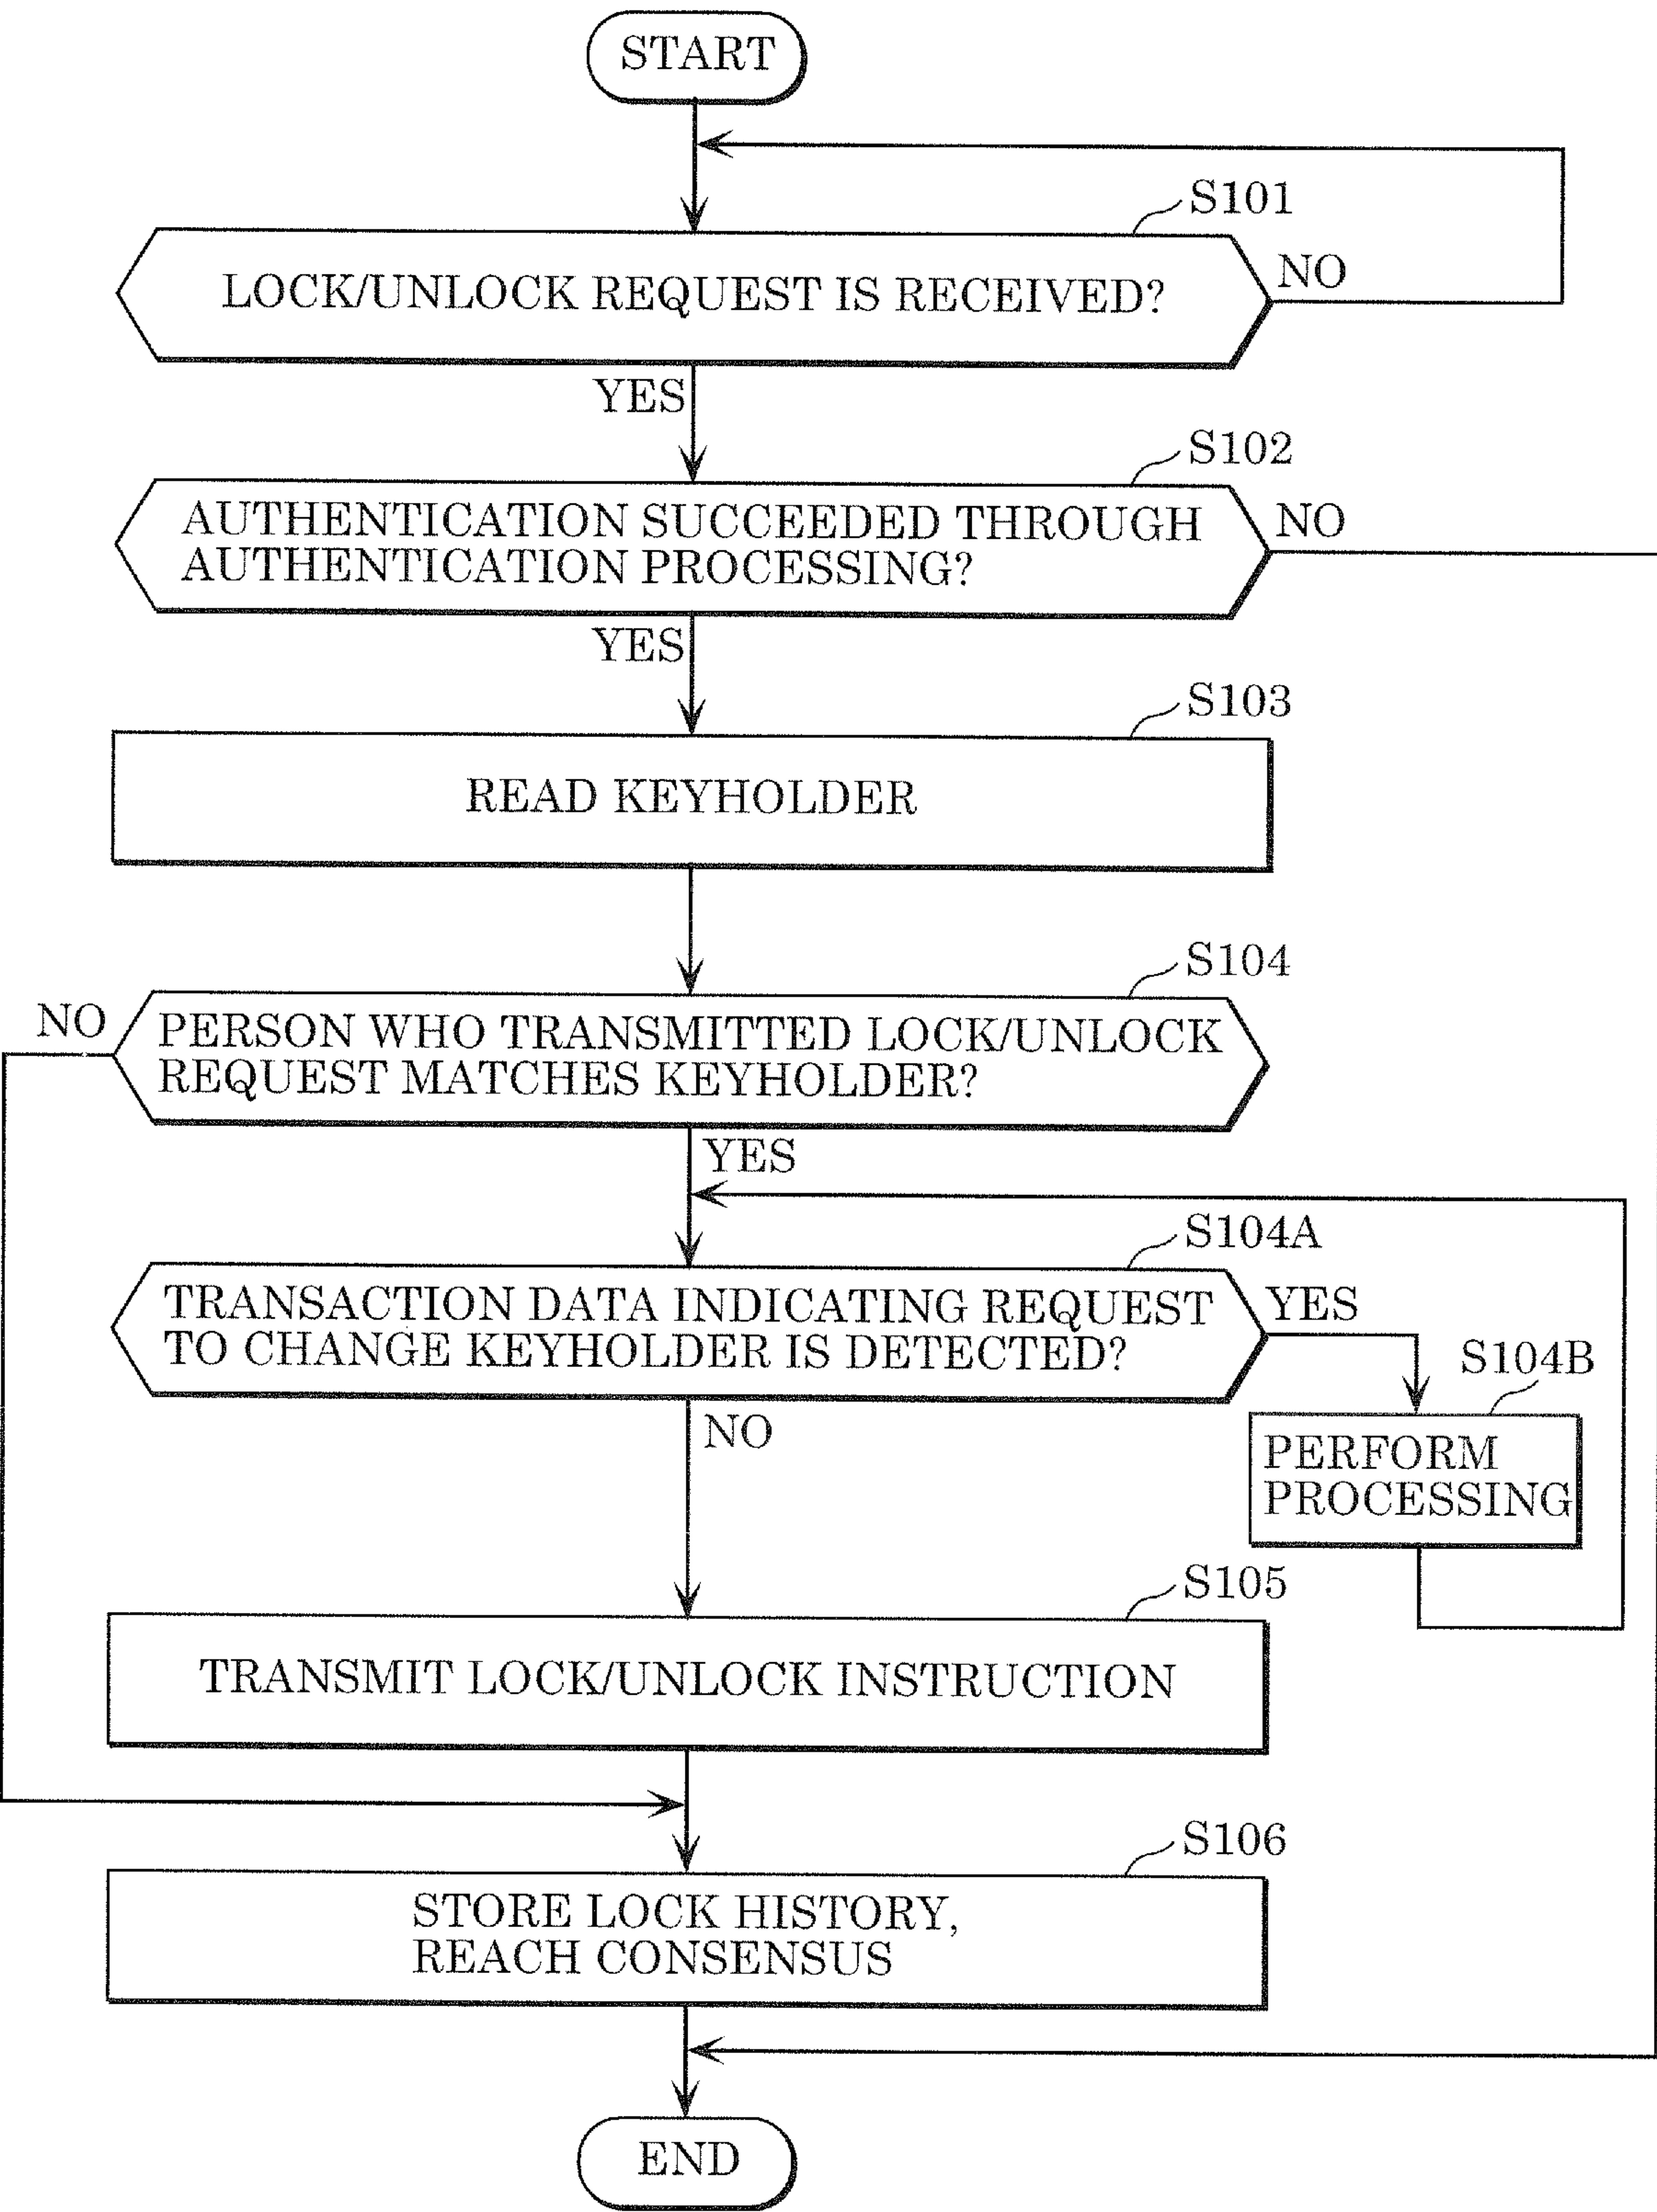 START
S101
LOCK/UNLOCK REQUEST IS RECEIVED?
NO
YES
S102
AUTHENTICATION SUCCEEDED THROUGH
AUTHENTICATION PROCESSING?
NO
YES
S103
READ KEYHOLDER
S104
NO
PERSON WHO TRANSMITTED LOCK/UNLOCK
REQUEST MATCHES KEYHOLDER?
YES
S104A
TRANSACTION DATA INDICATING REQUEST
TO CHANGE KEYHOLDER IS DETECTED?
YES
S104B
PERFORM
PROCESSING
NO
S105
TRANSMIT LOCK/UNLOCK INSTRUCTION
S106
STORE LOCK HISTORY,
REACH CONSENSUS
END